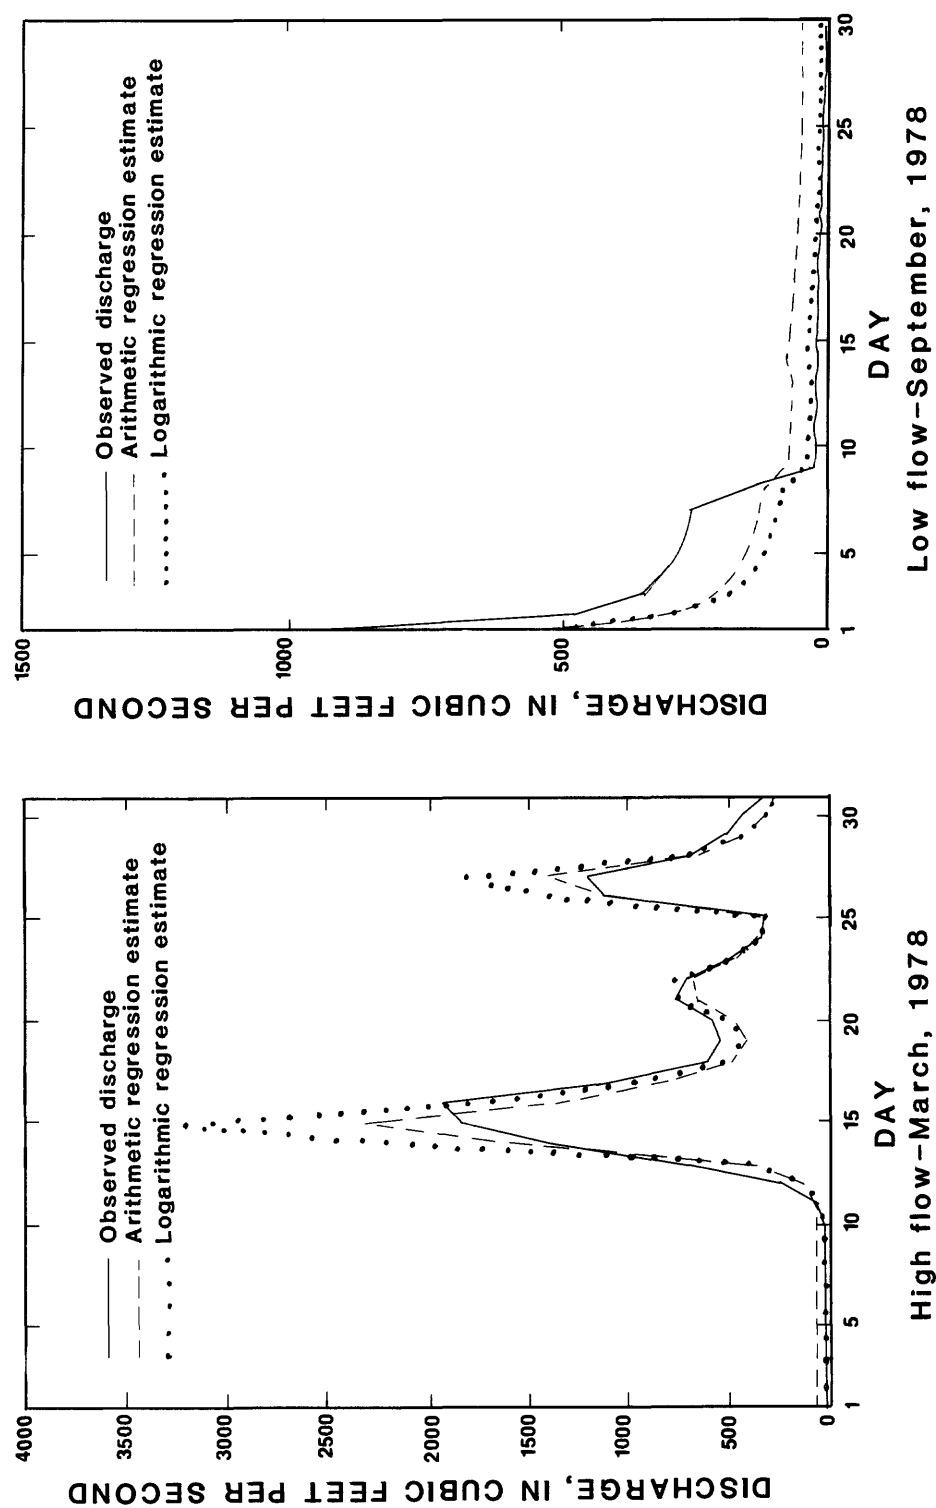 4000
3500
3000
2500
2000
1500
1000
500
0
DISCHARGE, IN CUBIC FEET PER SECOND
Observed discharge
Arithmetic regression estimate
Logarithmic regression estimate
1 5 10 15 20 25 30
DAY
High flow–March, 1978
1500
1000
500
0
DISCHARGE, IN CUBIC FEET PER SECOND
Observed discharge
Arithmetic regression estimate
Logarithmic regression estimate
1 5 10 15 20 25 30
DAY
Low flow–September, 1978